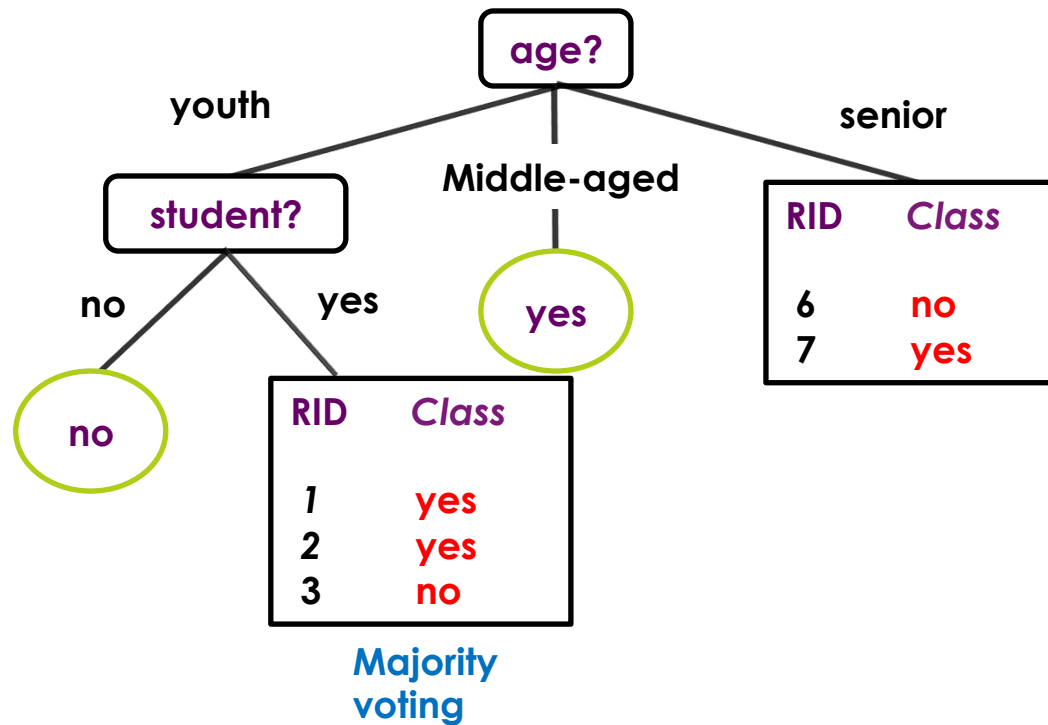 age?
youth
senior
Middle-aged
student?
RID Class
6 no
7 yes
no
yes
yes
no
RID Class
1 yes
2 yes
3 no
Majority
voting